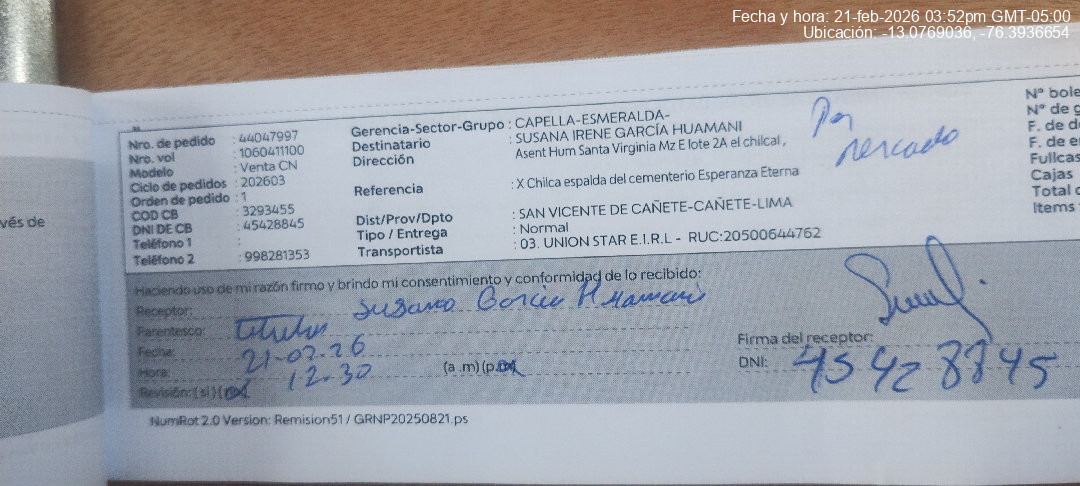 Fecha y hora: 21-feb-2026 03:52pm GMT-05:00
Ubicación: -13.0769036, -76.3936654
Nro. de pedido : 44047997
Nro. vol : 1060411100
Modelo : Venta CN
Ciclo de pedidos : 202603
Orden de pedido : 1
COD CB : 3293455
DNI DE CB : 45428845
Teléfono 1 :
Teléfono 2 : 998281353
Gerencia-Sector-Grupo : CAPELLA-ESMERALDA-
Destinatario : SUSANA IRENE GARCÍA HUAMANI
Dirección Asent Hum Santa Virginia Mz E lote 2A el chilcal ,
Referencia : X Chilca espalda del cementerio Esperanza Eterna
Dist/Prov/Dpto : SAN VICENTE DE CAÑETE-CAÑETE-LIMA
Tipo / Entrega : Normal
Transportista : 03. UNION STAR E.I.R.L - RUC:20500644762
Por
mercado
N° bole
N° de g
F. de d
F. de e
Fullcas
Cajas
Total c
Items
vés de
Haciendo uso de mi razón firmo y brindo mi consentimiento y conformidad de lo recibido:
Receptor: Susana Garcia Huamani
Parentesco: titular
Fecha: 21-02-26
Hora: 12.30 (a .m) (p.m)
Revisión: (si) (no)
Firma del receptor:
DNI: 45428845
NumRot 2.0 Version: Remision51 / GRNP20250821.ps